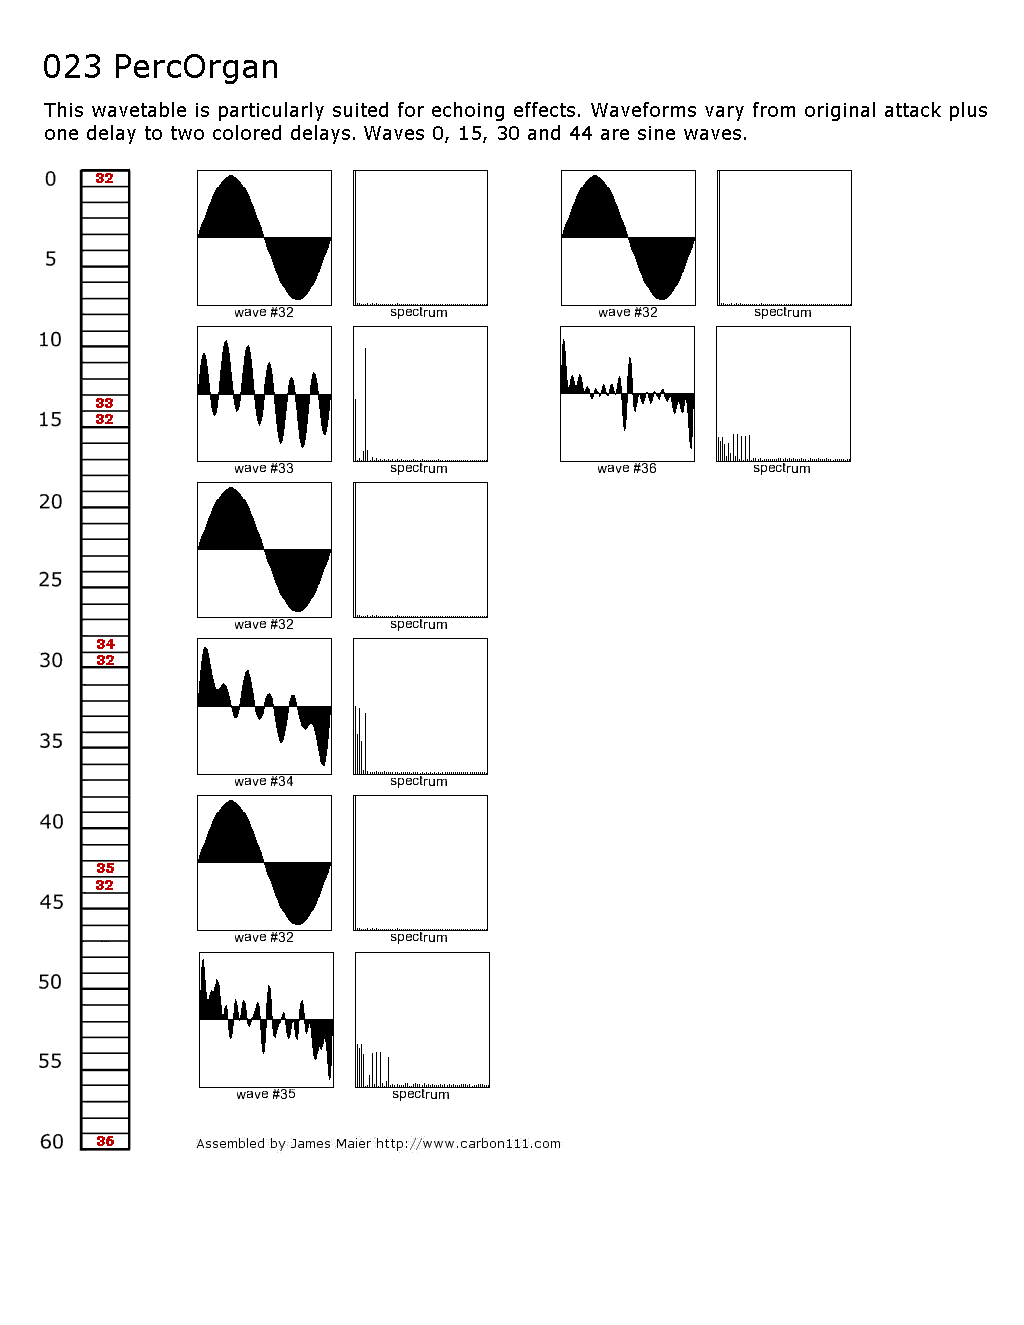 023 PercOrgan
This wavetable is particularly suited for echoing effects. Waveforms vary from original attack plus
one delay to two colored delays. Waves 0, 15, 30 and 44 are sine waves.
0
32
5
10
33
15
32
20
25
34
30
32
35
40
35
32
45
50
55
60
36
wave #32
spectrum
wave #33
spectrum
wave #32
spectrum
wave #34
spectrum
wave #32
spectrum
wave #35
spectrum
wave #32
spectrum
wave #36
spectrum
Assembled by James Maier http://www.carbon111.com